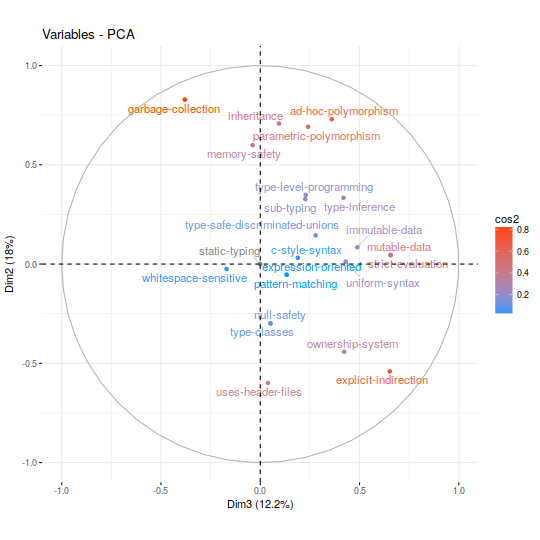 Variables - PCA
1.0
garbage-collection
ad-hoc-polymorphism
inheritance
parametric-polymorphism
memory-safety
0.5
type-level-programming
sub-typing
type-inference
type-safe-discriminated-unions
immutable-data
static-typing
c-style-syntax
mutable-data
0.0
expression-oriented
strict-evaluation
whitespace-sensitive
pattern-matching
uniform-syntax
null-safety
type-classes
ownership-system
-0.5
explicit-indirection
uses-header-files
-1.0
-1.0
-0.5
0.0
0.5
1.0
Dim3 (12.2%)
Dim2 (18%)
cos2
0.8
0.6
0.4
0.2